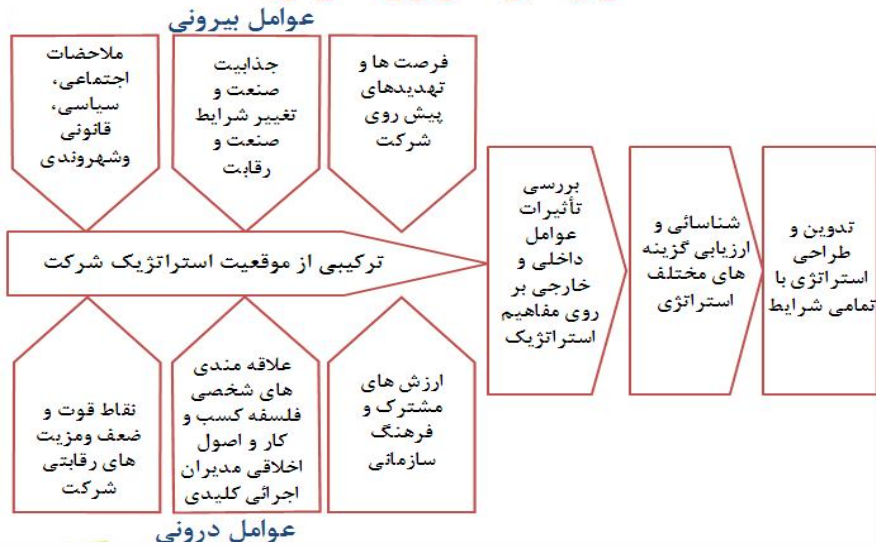 عوامل بیرونی
ملاحضات
اجتماعی،
سیاسی،
قانونی
وشهروندی
جذابیت
صنعت و
تغییر شرایط
صنعت و
رقابت
فرصت ها و
تهدیدهای
پیش روی
شرکت
ترکیبی از موقعیت استراتژیک شرکت
بررسی
تأثیرات
عوامل
داخلی و
خارجی بر
روی مفاهیم
استراتژیک
شناسائی و
ارزیابی گزینه
های مختلف
استراتژی
تدوین و
طراحی
استراتژی با
تمامی شرایط
نقاط قوت و
ضعف ومزیت
های رقابتی
شرکت
علاقه مندی
های شخصی
فلسفه کسب و
کار و اصول
اخلاقی مدیران
اجرائی کلیدی
ارزش های
مشترک و
فرهنگ
سازمانی
عوامل درونی